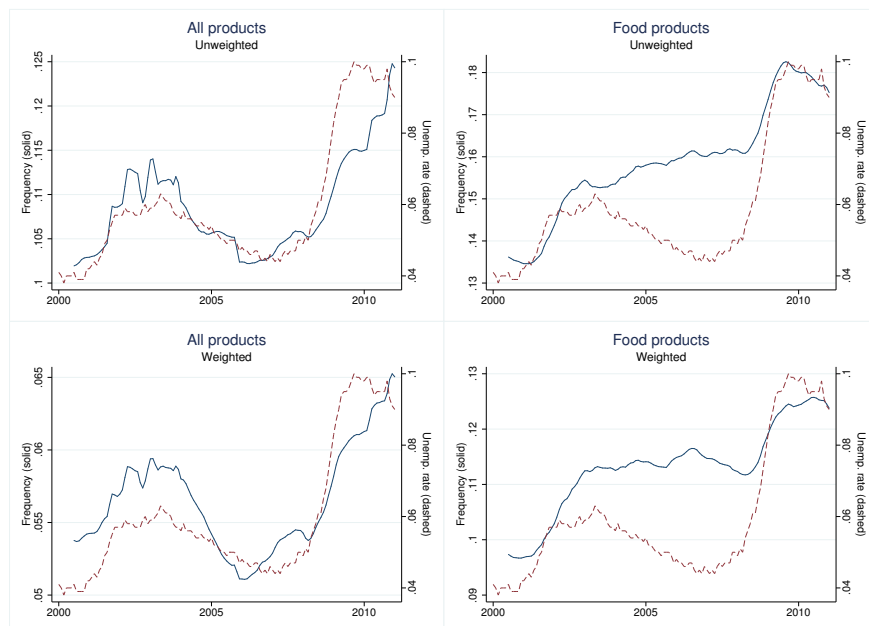 All products
Unweighted
Frequency (solid)
.1 .105 .11 .115 .12 .125
Unemp. rate (dashed)
.04 .06 .08 .1
2000 2005 2010
Food products
Unweighted
Frequency (solid)
.13 .14 .15 .16 .17 .18
Unemp. rate (dashed)
.04 .06 .08 .1
2000 2005 2010
All products
Weighted
Frequency (solid)
.05 .055 .06 .065
Unemp. rate (dashed)
.04 .06 .08 .1
2000 2005 2010
Food products
Weighted
Frequency (solid)
.09 .1 .11 .12 .13
Unemp. rate (dashed)
.04 .06 .08 .1
2000 2005 2010